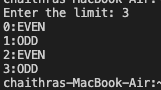 chaithras-MacBook-Air:~
Enter the limit: 3
0:EVEN
1:ODD
2:EVEN
3:ODD
chaithras-MacBook-Air:~